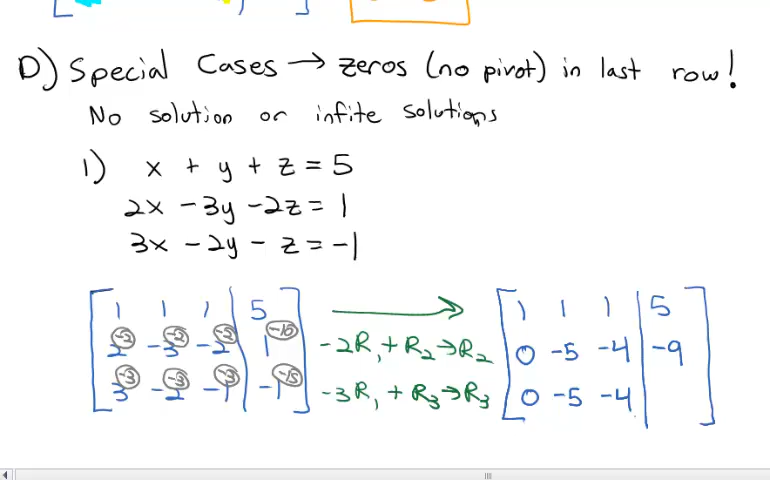 D) Special Cases → zeros (no pivot) in last row!
No solution or infite solutions
1) x + y + z = 5
2x - 3y - 2z = 1
3x - 2y - z = -1
1 1 1 | 5 → 1 1 1 | 5
-2 -2 -2 -10
2 -3 -2 | 1 -2R₁ + R₂ → R₂ 0 -5 -4 | -9
-3 -3 -3 -15
3 -2 -1 | -1 -3R₁ + R₃ → R₃ 0 -5 -4